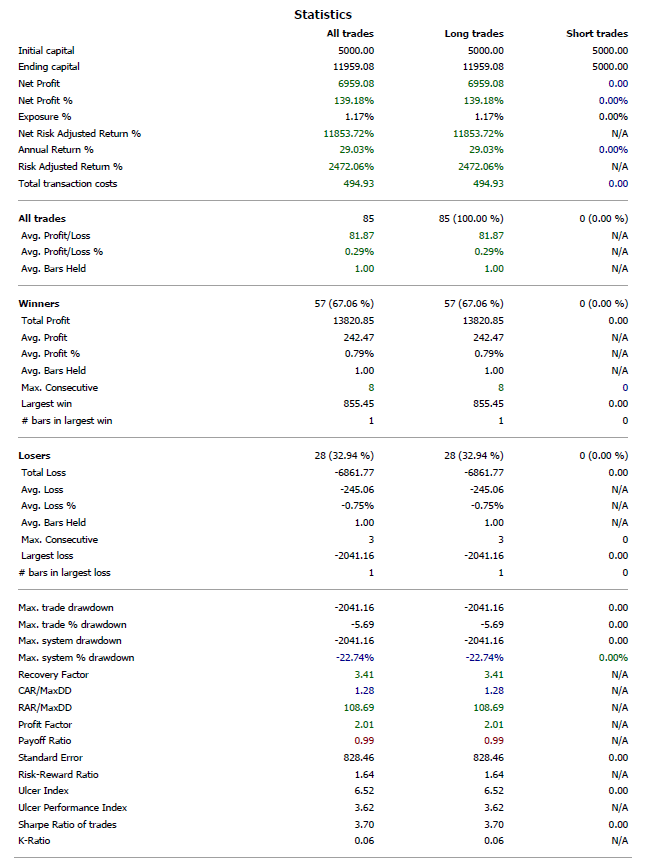 Statistics
All trades Long trades Short trades
Initial capital 5000.00 5000.00 5000.00
Ending capital 11959.08 11959.08 5000.00
Net Profit 6959.08 6959.08 0.00
Net Profit % 139.18% 139.18% 0.00%
Exposure % 1.17% 1.17% 0.00%
Net Risk Adjusted Return % 11853.72% 11853.72% N/A
Annual Return % 29.03% 29.03% 0.00%
Risk Adjusted Return % 2472.06% 2472.06% N/A
Total transaction costs 494.93 494.93 0.00
All trades 85 85 (100.00 %) 0 (0.00 %)
Avg. Profit/Loss 81.87 81.87 N/A
Avg. Profit/Loss % 0.29% 0.29% N/A
Avg. Bars Held 1.00 1.00 N/A
Winners 57 (67.06 %) 57 (67.06 %) 0 (0.00 %)
Total Profit 13820.85 13820.85 0.00
Avg. Profit 242.47 242.47 N/A
Avg. Profit % 0.79% 0.79% N/A
Avg. Bars Held 1.00 1.00 N/A
Max. Consecutive 8 8 0
Largest win 855.45 855.45 0.00
# bars in largest win 1 1 0
Losers 28 (32.94 %) 28 (32.94 %) 0 (0.00 %)
Total Loss -6861.77 -6861.77 0.00
Avg. Loss -245.06 -245.06 N/A
Avg. Loss % -0.75% -0.75% N/A
Avg. Bars Held 1.00 1.00 N/A
Max. Consecutive 3 3 0
Largest loss -2041.16 -2041.16 0.00
# bars in largest loss 1 1 0
Max. trade drawdown -2041.16 -2041.16 0.00
Max. trade % drawdown -5.69 -5.69 0.00
Max. system drawdown -2041.16 -2041.16 0.00
Max. system % drawdown -22.74% -22.74% 0.00%
Recovery Factor 3.41 3.41 N/A
CAR/MaxDD 1.28 1.28 N/A
RAR/MaxDD 108.69 108.69 N/A
Profit Factor 2.01 2.01 N/A
Payoff Ratio 0.99 0.99 N/A
Standard Error 828.46 828.46 0.00
Risk-Reward Ratio 1.64 1.64 N/A
Ulcer Index 6.52 6.52 0.00
Ulcer Performance Index 3.62 3.62 N/A
Sharpe Ratio of trades 3.70 3.70 0.00
K-Ratio 0.06 0.06 N/A